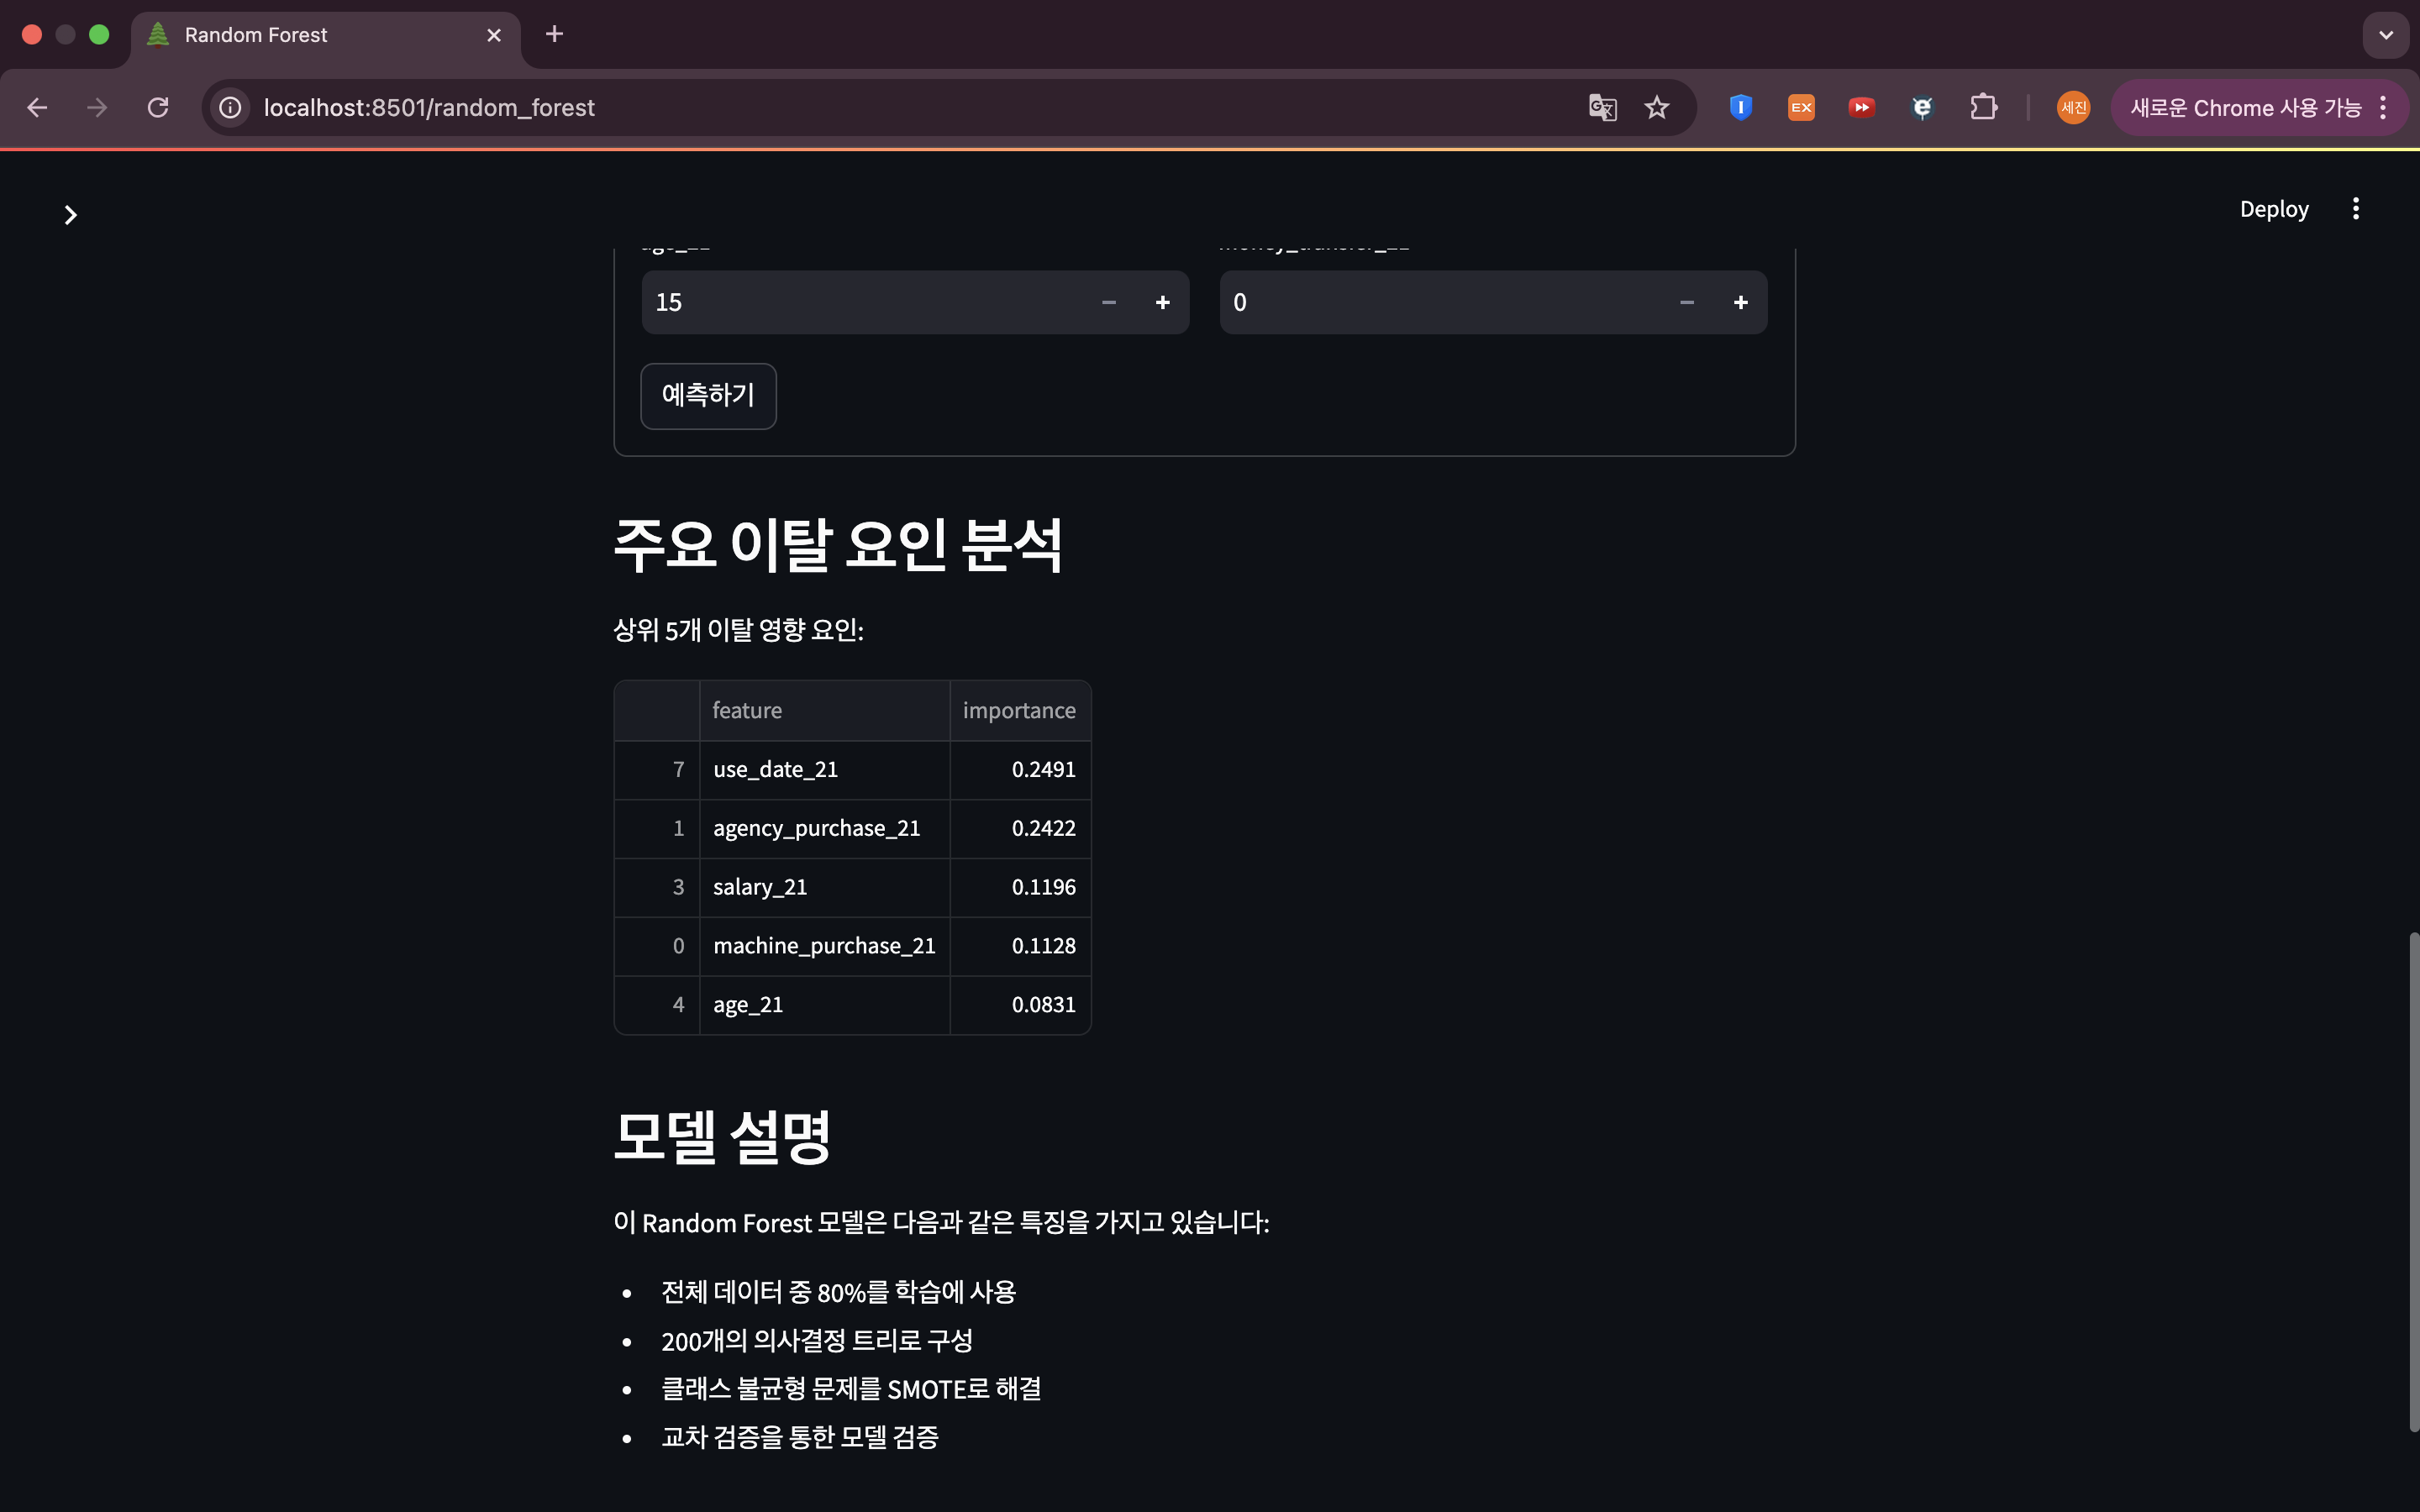 Random Forest
localhost:8501/random_forest
EX
세진
새로운 Chrome 사용 가능
Deploy
15
0
예측하기
주요 이탈 요인 분석
상위 5개 이탈 영향 요인:
feature importance
7 use_date_21 0.2491
1 agency_purchase_21 0.2422
3 salary_21 0.1196
0 machine_purchase_21 0.1128
4 age_21 0.0831
모델 설명
이 Random Forest 모델은 다음과 같은 특징을 가지고 있습니다:
• 전체 데이터 중 80%를 학습에 사용
• 200개의 의사결정 트리로 구성
• 클래스 불균형 문제를 SMOTE로 해결
• 교차 검증을 통한 모델 검증